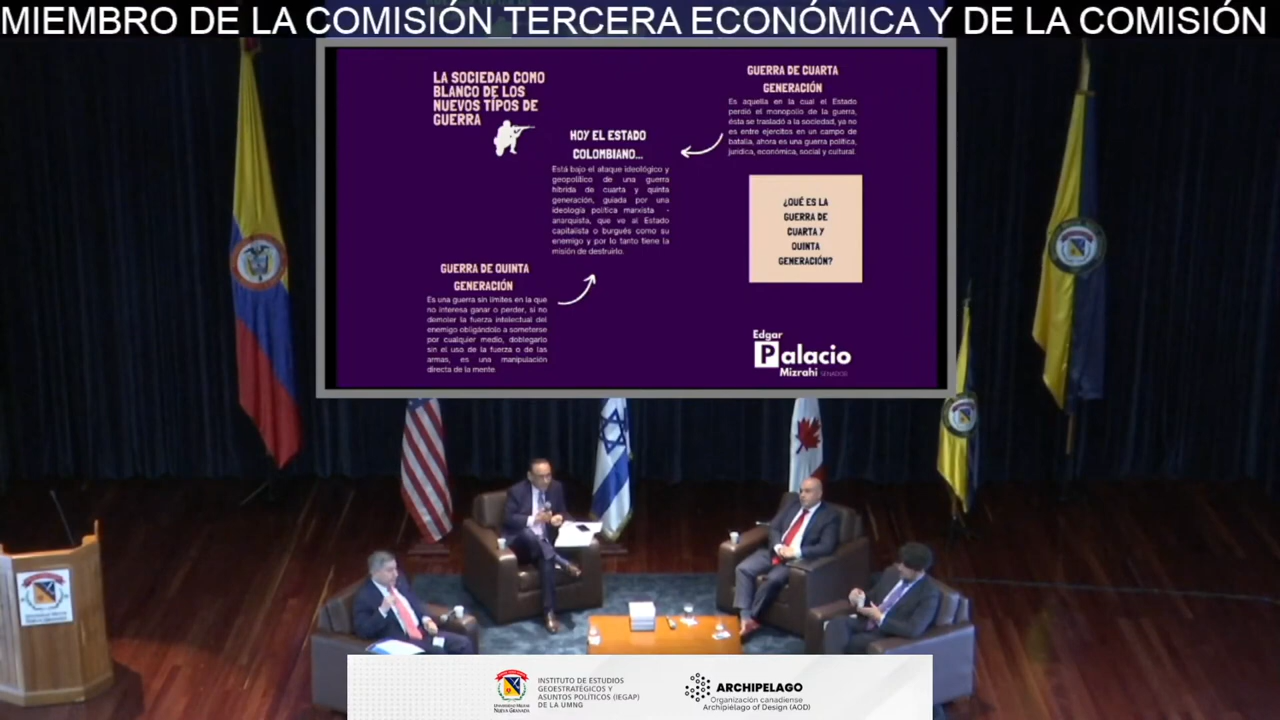 MIEMBRO DE LA COMISIÓN TERCERA ECONÓMICA Y DE LA COMISIÓN
LA SOCIEDAD COMO
BLANCO DE LOS
NUEVOS TIPOS DE
GUERRA
HOY EL ESTADO
COLOMBIANO...
Está bajo el ataque ideológico y
geopolítico de una guerra
híbrida de cuarta y quinta
generación, guiada por una
ideología política marxista -
anarquista, que ve al Estado
capitalista o burgués como su
enemigo y por lo tanto tiene la
misión de destruirlo.
GUERRA DE CUARTA
GENERACIÓN
Es aquella en la cual el Estado
perdió el monopolio de la guerra,
ésta se trasladó a la sociedad, ya no
es entre ejercitos en un campo de
batalla, ahora es una guerra política,
jurídica, económica, social y cultural.
¿QUÉ ES LA
GUERRA DE
CUARTA Y
QUINTA
GENERACIÓN?
GUERRA DE QUINTA
GENERACIÓN
Es una guerra sin límites en la que
no interesa ganar o perder, si no
demoler la fuerza intelectual del
enemigo obligándolo a someterse
por cualquier medio, doblegarlo
sin el uso de la fuerza o de las
armas, es una manipulación
directa de la mente.
Edgar
Palacio
Mizrahi SENADOR
UNIVERSIDAD MILITAR
NUEVA GRANADA
INSTITUTO DE ESTUDIOS
GEOESTRATÉGICOS Y
ASUNTOS POLÍTICOS (IEGAP)
DE LA UMNG
ARCHIPELAGO
Organización canadiense
Archipélago of Design (AOD)